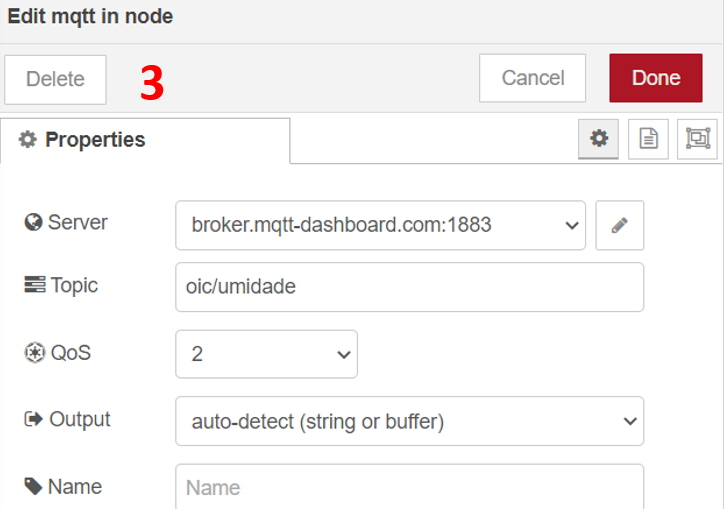 Edit mqtt in node
Delete
3
Cancel
Done
Properties
Server
broker.mqtt-dashboard.com:1883
Topic
oic/umidade
QoS
2
Output
auto-detect (string or buffer)
Name
Name